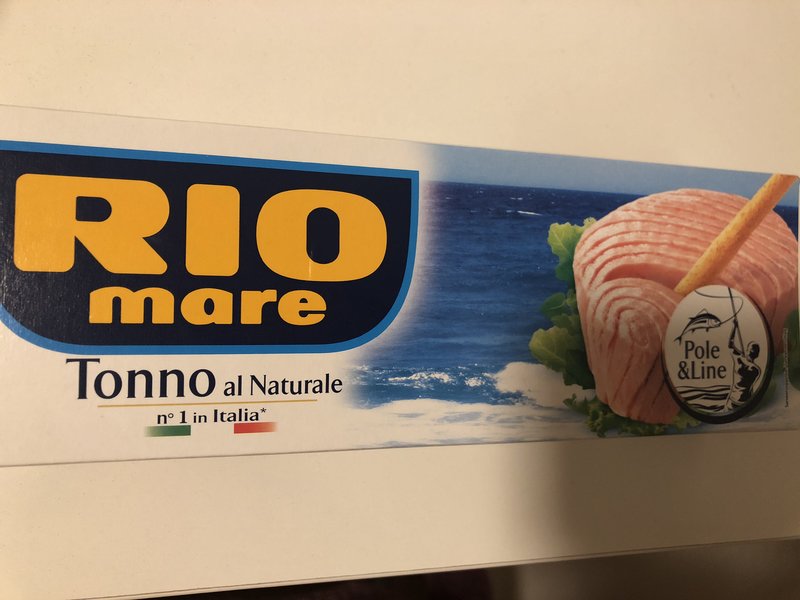 RIO
mare
Tonno al Naturale
n° 1 in Italia*
Pole
&Line